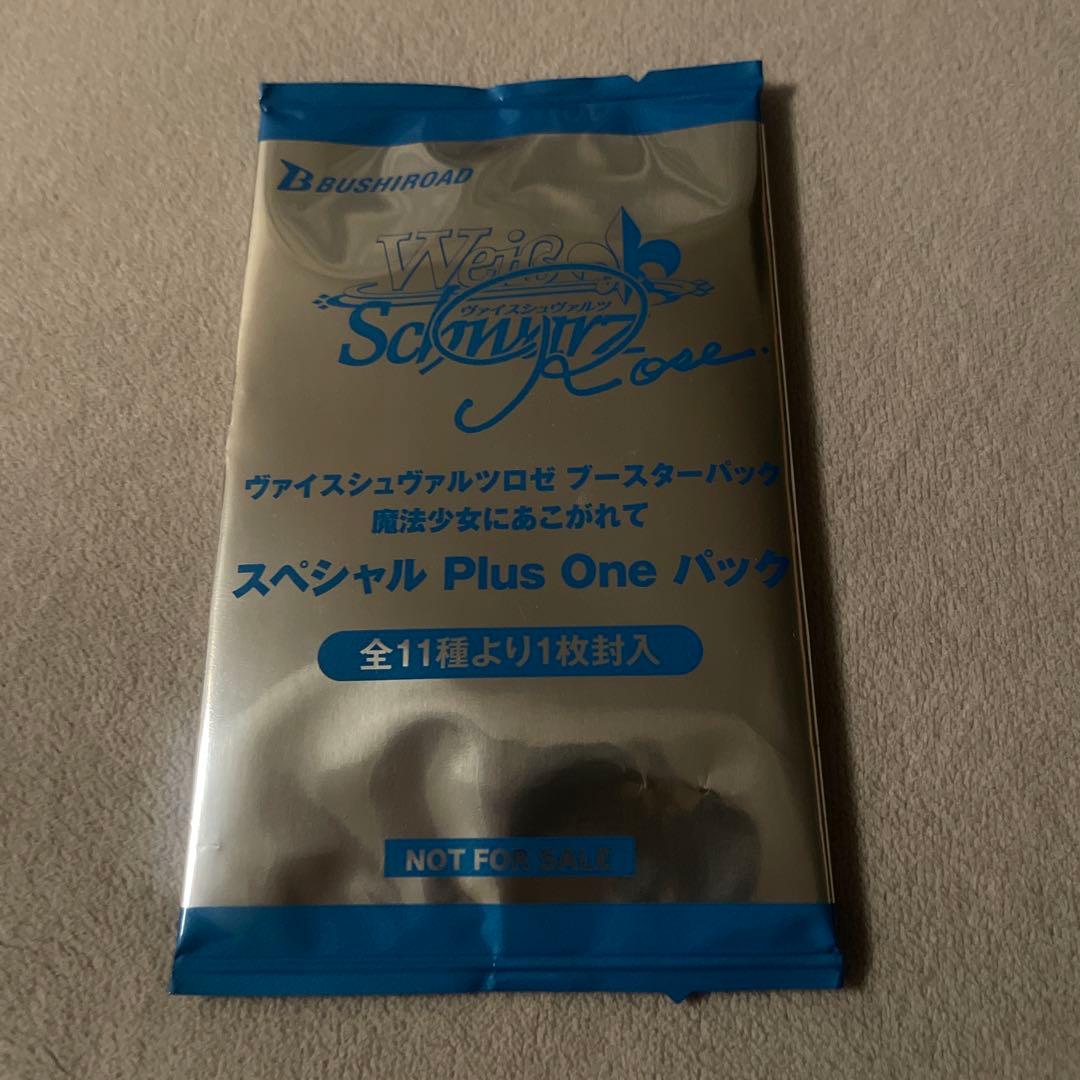 BUSHIROAD
Weiß
ヴァイスシュヴァルツ
Schwarz
Rose
ヴァイスシュヴァルツロゼ ブースターパック
魔法少女にあこがれて
スペシャル Plus One パック
全11種より1枚封入
NOT FOR SALE